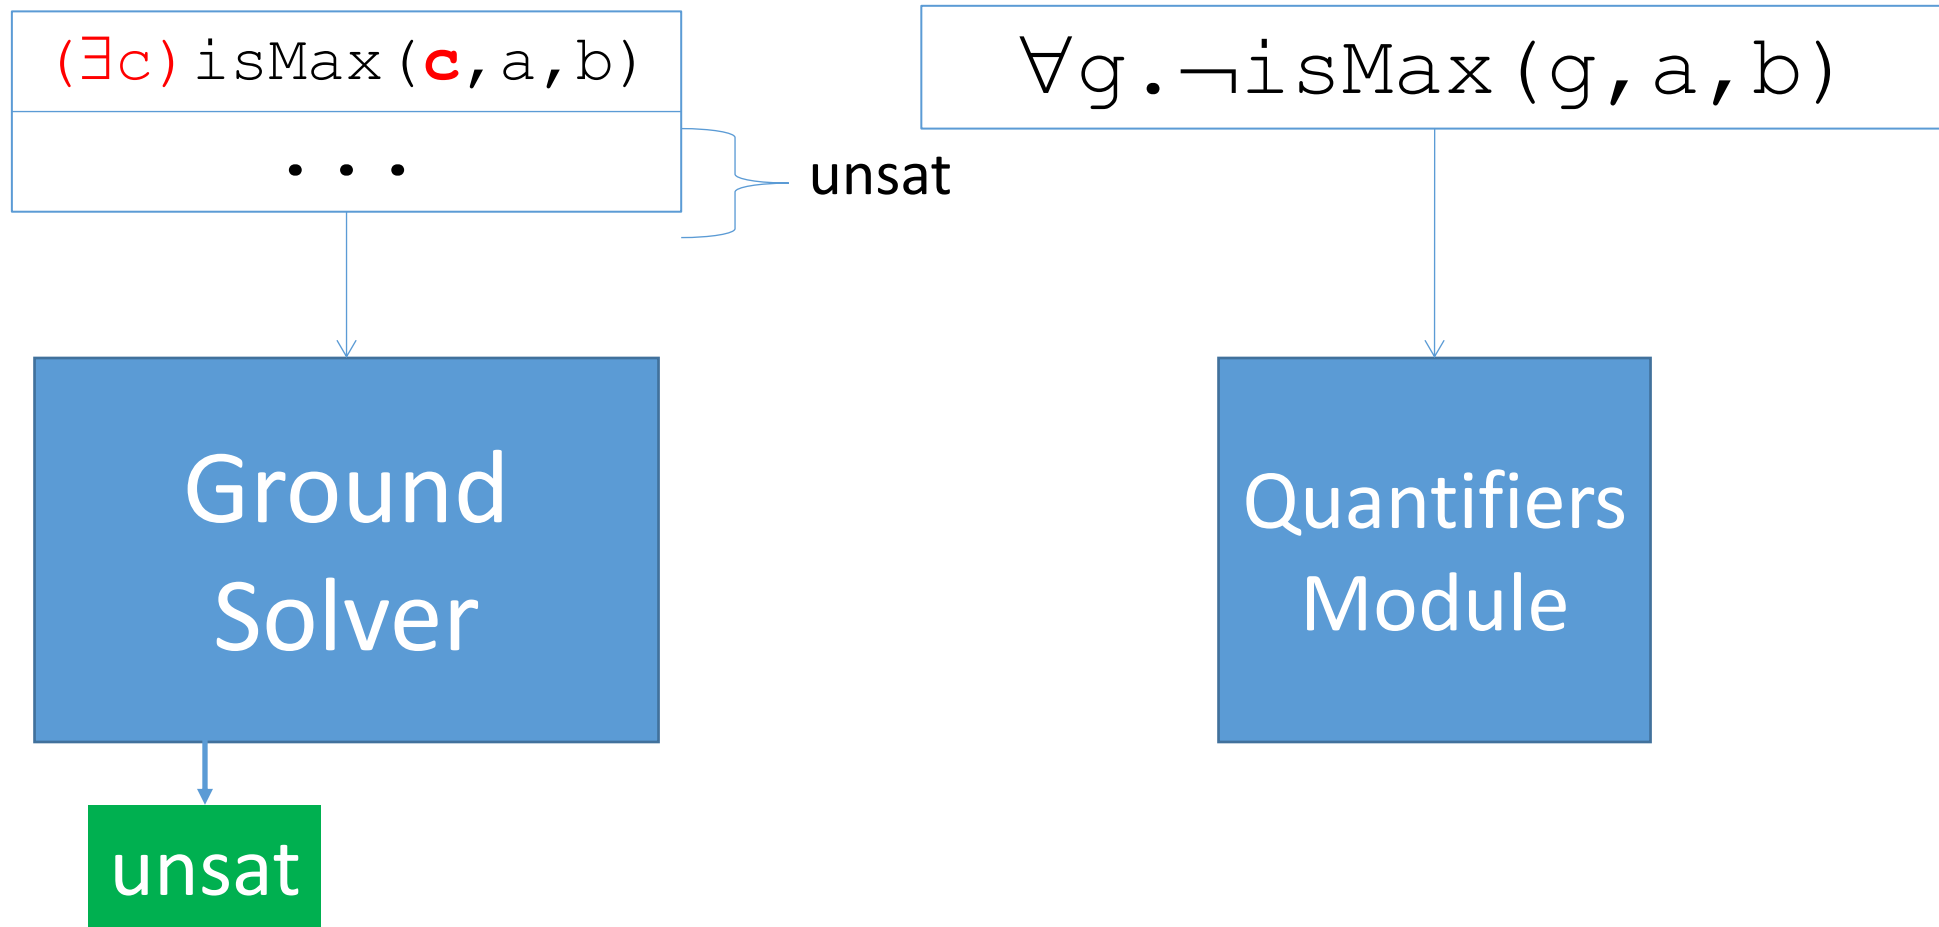 (∃c)isMax(c,a,b)
...
unsat
∀g.¬isMax(g,a,b)
Ground
Solver
Quantifiers
Module
unsat